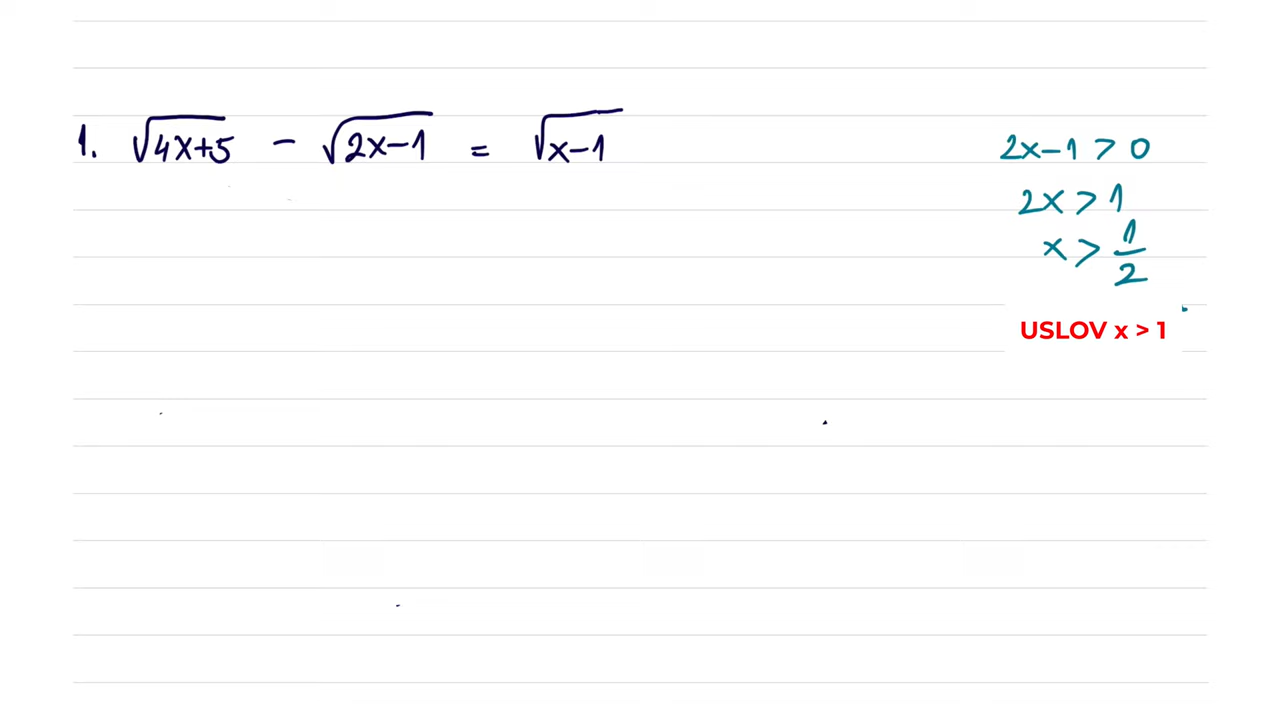 1. √4x+5 − √2x−1 = √x−1
2x−1 > 0
2x > 1
x > 1/2
USLOV x > 1